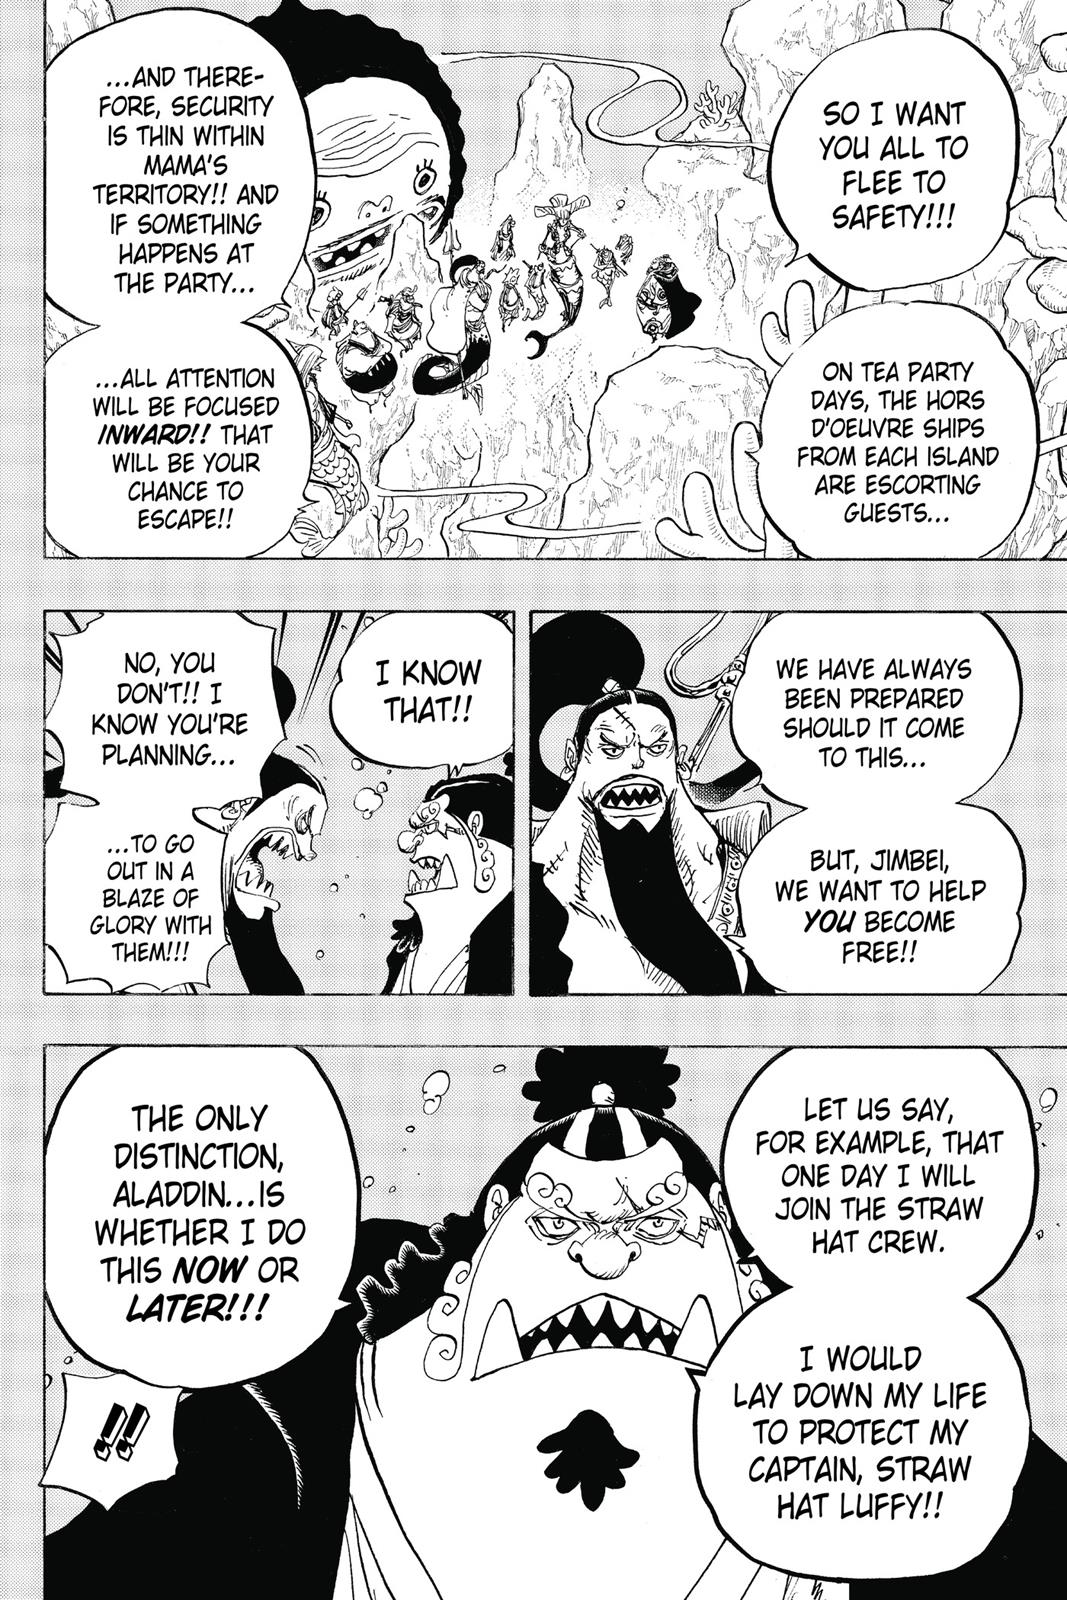 SO I WANT
YOU ALL TO
FLEE TO
SAFETY!!!
ON TEA PARTY
DAYS, THE HORS
D'OEUVRE SHIPS
FROM EACH ISLAND
ARE ESCORTING
GUESTS...
...AND THERE-
FORE, SECURITY
IS THIN WITHIN
MAMA'S
TERRITORY!! AND
IF SOMETHING
HAPPENS AT
THE PARTY...
...ALL ATTENTION
WILL BE FOCUSED
INWARD!! THAT
WILL BE YOUR
CHANCE TO
ESCAPE!!
WE HAVE ALWAYS
BEEN PREPARED
SHOULD IT COME
TO THIS...
BUT, JIMBEI,
WE WANT TO HELP
YOU BECOME
FREE!!
I KNOW
THAT!!
NO, YOU
DON'T!! I
KNOW YOU'RE
PLANNING...
...TO GO
OUT IN A
BLAZE OF
GLORY WITH
THEM!!!
LET US SAY,
FOR EXAMPLE, THAT
ONE DAY I WILL
JOIN THE STRAW
HAT CREW.
I WOULD
LAY DOWN MY LIFE
TO PROTECT MY
CAPTAIN, STRAW
HAT LUFFY!!
THE ONLY
DISTINCTION,
ALADDIN...IS
WHETHER I DO
THIS NOW OR
LATER!!!
!!